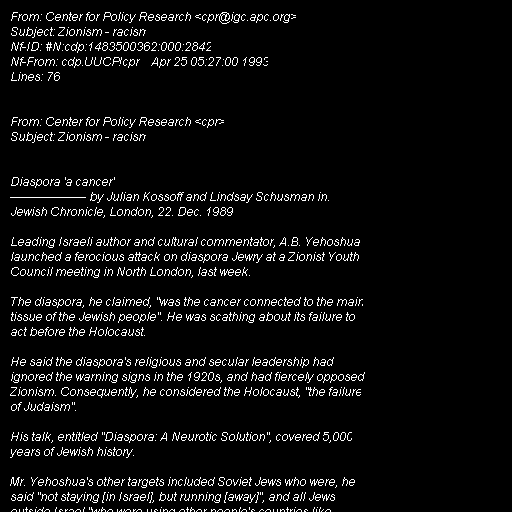 From: Center for Policy Research <cpr@igc.apc.org>
Subject: Zionism - racism
Nf-ID: #N:cdp:1483500362:000:2842
Nf-From: cdp.UUCP!cpr    Apr 25 05:27:00 1993
Lines: 76
From: Center for Policy Research <cpr>
Subject: Zionism - racism
Diaspora 'a cancer'
------------------- by Julian Kossoff and Lindsay Schusman in.
Jewish Chronicle, London, 22. Dec. 1989
Leading Israeli author and cultural commentator, A.B. Yehoshua
launched a ferocious attack on diaspora Jewry at a Zionist Youth
Council meeting in North London, last week.
The diaspora, he claimed, "was the cancer connected to the main
tissue of the Jewish people". He was scathing about its failure to
act before the Holocaust.
He said the diaspora's religious and secular leadership had
ignored the warning signs in the 1920s, and had fiercely opposed
Zionism. Consequently, he considered the Holocaust, "the failure
of Judaism".
His talk, entitled "Diaspora: A Neurotic Solution", covered 5,000
years of Jewish history.
Mr. Yehoshua's other targets included Soviet Jews who were, he
said "not staying [in Israel], but running [away]", and all Jews
outside Israel "who were using other people's countries like